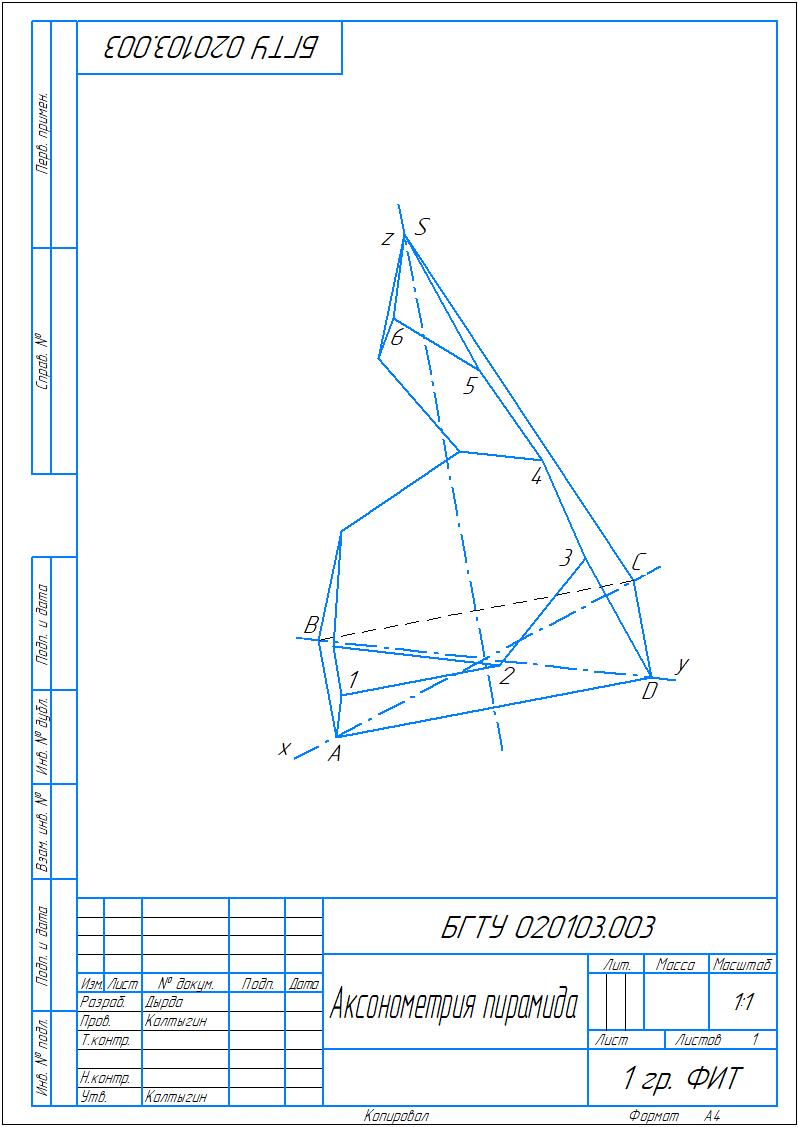 БГТУ 020103.003
Перв. примен.
Справ. №
Подп. и дата
Инв. № дубл.
Взам. инв. №
Подп. и дата
Инв. № подл.
z S
6
5
4
3 C
B
1 2 y
D
x A
БГТУ 020103.003
Изм. Лист № докум. Подп. Дата
Разраб. Дырда
Пров. Калтыгин
Т.контр.
Н.контр.
Утв. Калтыгин
Аксонометрия пирамида
Лит. Масса Масштаб
1:1
Лист Листов 1
1 гр. ФИТ
Копировал Формат А4